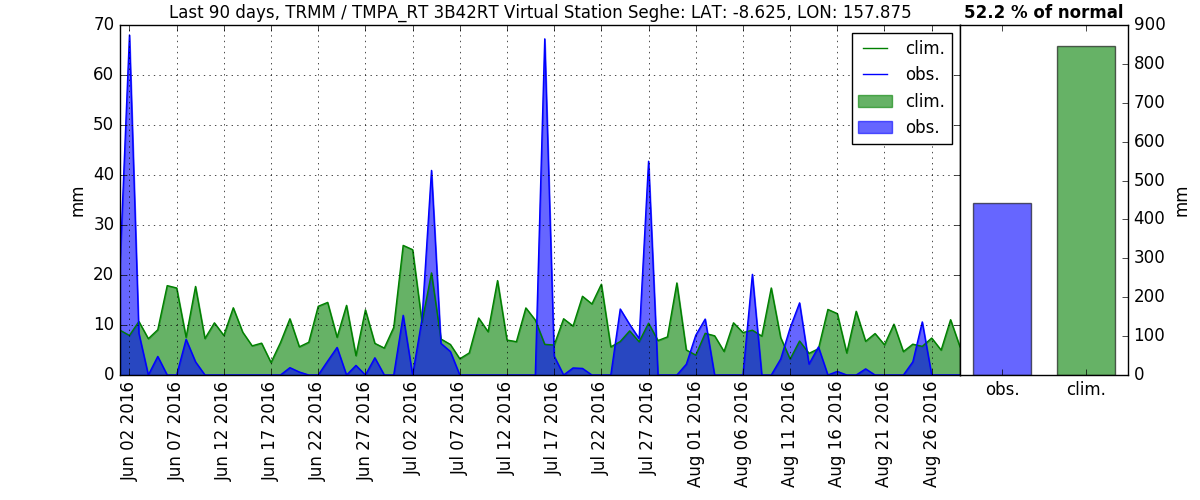 Last 90 days, TRMM / TMPA_RT 3B42RT Virtual Station Seghe: LAT: -8.625, LON: 157.875
52.2 % of normal
70
60
50
40
30
20
10
0
mm
clim.
obs.
clim.
obs.
Jun 02 2016
Jun 07 2016
Jun 12 2016
Jun 17 2016
Jun 22 2016
Jun 27 2016
Jul 02 2016
Jul 07 2016
Jul 12 2016
Jul 17 2016
Jul 22 2016
Jul 27 2016
Aug 01 2016
Aug 06 2016
Aug 11 2016
Aug 16 2016
Aug 21 2016
Aug 26 2016
900
800
700
600
500
400
300
200
100
0
mm
obs.
clim.